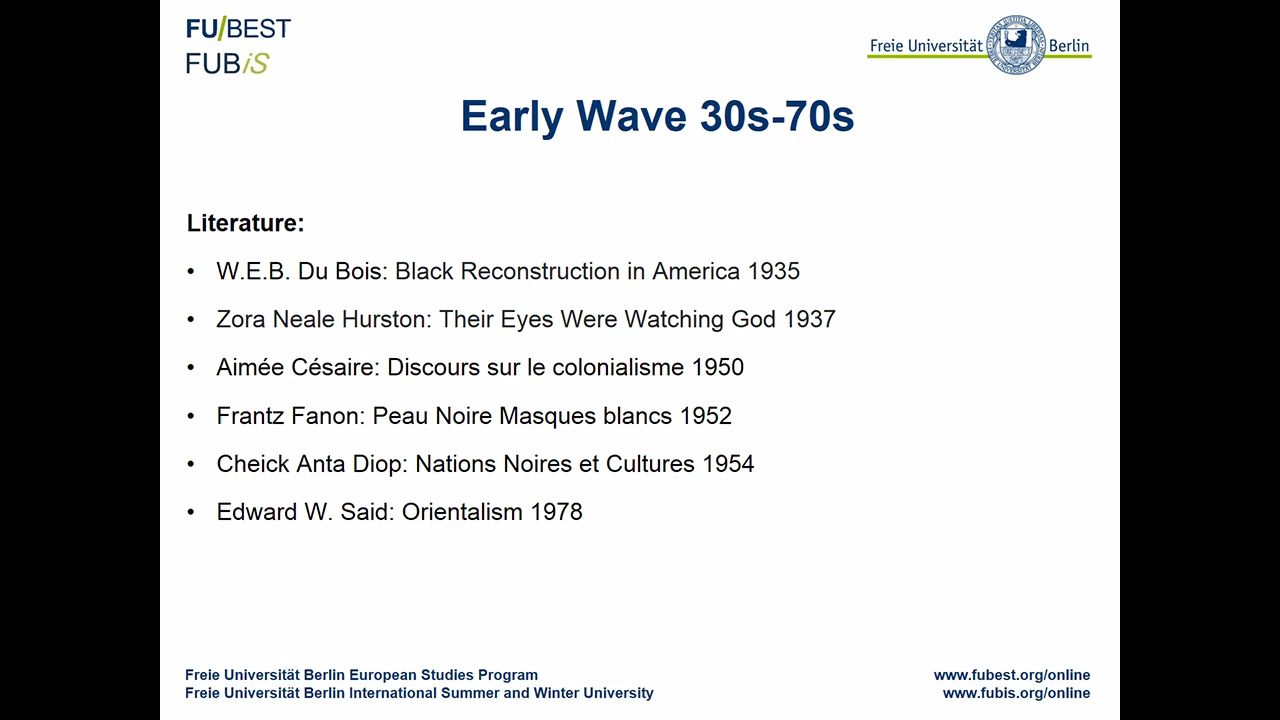 FU/BEST
FUBiS
Freie Universität Berlin
Early Wave 30s-70s
Literature:
• W.E.B. Du Bois: Black Reconstruction in America 1935
• Zora Neale Hurston: Their Eyes Were Watching God 1937
• Aimée Césaire: Discours sur le colonialisme 1950
• Frantz Fanon: Peau Noire Masques blancs 1952
• Cheick Anta Diop: Nations Noires et Cultures 1954
• Edward W. Said: Orientalism 1978
Freie Universität Berlin European Studies Program
Freie Universität Berlin International Summer and Winter University
www.fubest.org/online
www.fubis.org/online